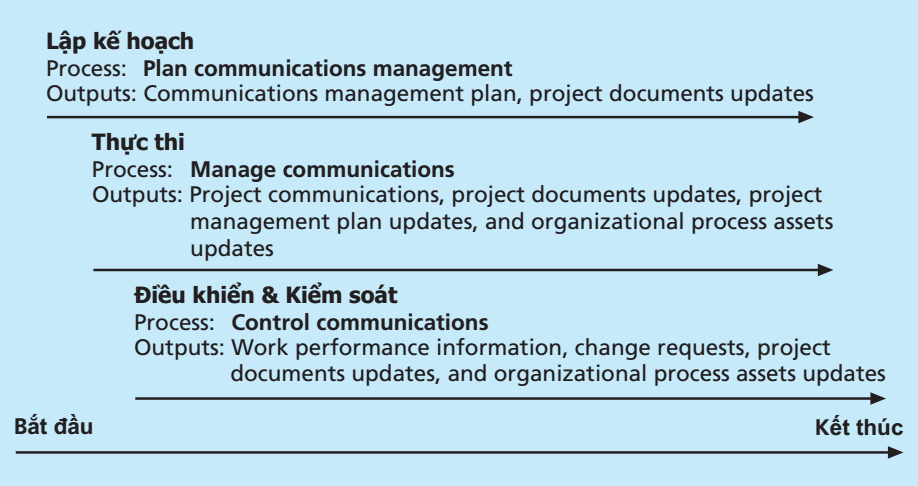 Lập kế hoạch
Process: Plan communications management
Outputs: Communications management plan, project documents updates
Thực thi
Process: Manage communications
Outputs: Project communications, project documents updates, project
management plan updates, and organizational process assets
updates
Điều khiển & Kiểm soát
Process: Control communications
Outputs: Work performance information, change requests, project
documents updates, and organizational process assets updates
Bắt đầu
Kết thúc